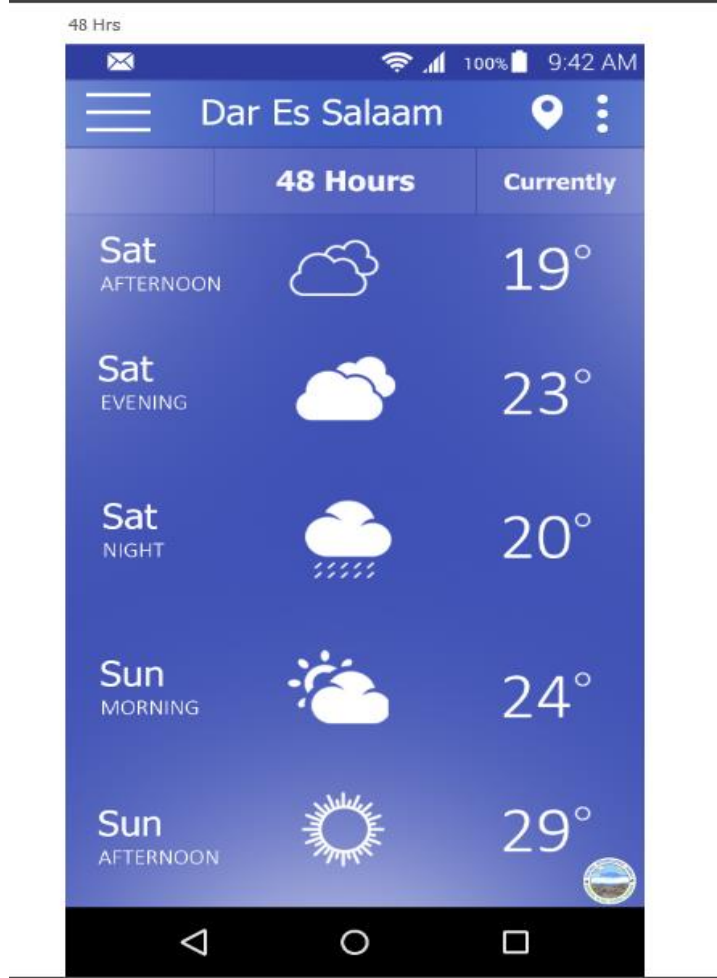 48 Hrs
100% 9:42 AM
Dar Es Salaam
48 Hours Currently
Sat
AFTERNOON
19°
Sat
EVENING
23°
Sat
NIGHT
20°
Sun
MORNING
24°
Sun
AFTERNOON
29°